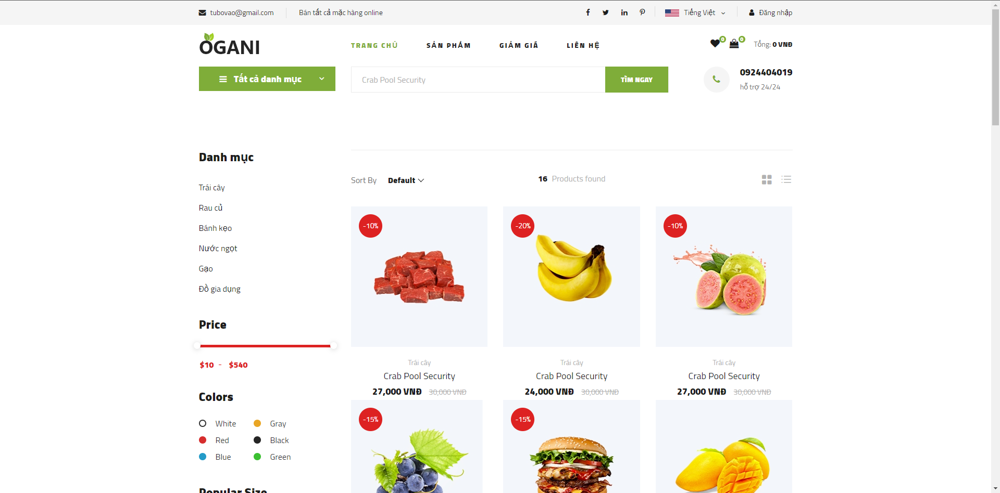 tubovao@gmail.com
Bán tất cả mặc hàng online
Tiếng Việt
Đăng nhập
OGANI
TRANG CHỦ
SẢN PHẨM
GIẢM GIÁ
LIÊN HỆ
0
0
Tổng: 0 VNĐ
Tất cả danh mục
Crab Pool Security
TÌM NGAY
0924404019
hỗ trợ 24/24
Danh mục
Trái cây
Rau củ
Bánh kẹo
Nước ngọt
Gạo
Đồ gia dụng
Price
$10 - $540
Colors
White
Gray
Red
Black
Blue
Green
Popular Size
Sort By Default
16 Products found
-10%
-20%
-10%
Trái cây
Crab Pool Security
27,000 VNĐ 30,000 VNĐ
Trái cây
Crab Pool Security
24,000 VNĐ 30,000 VNĐ
Trái cây
Crab Pool Security
27,000 VNĐ 30,000 VNĐ
-15%
-15%